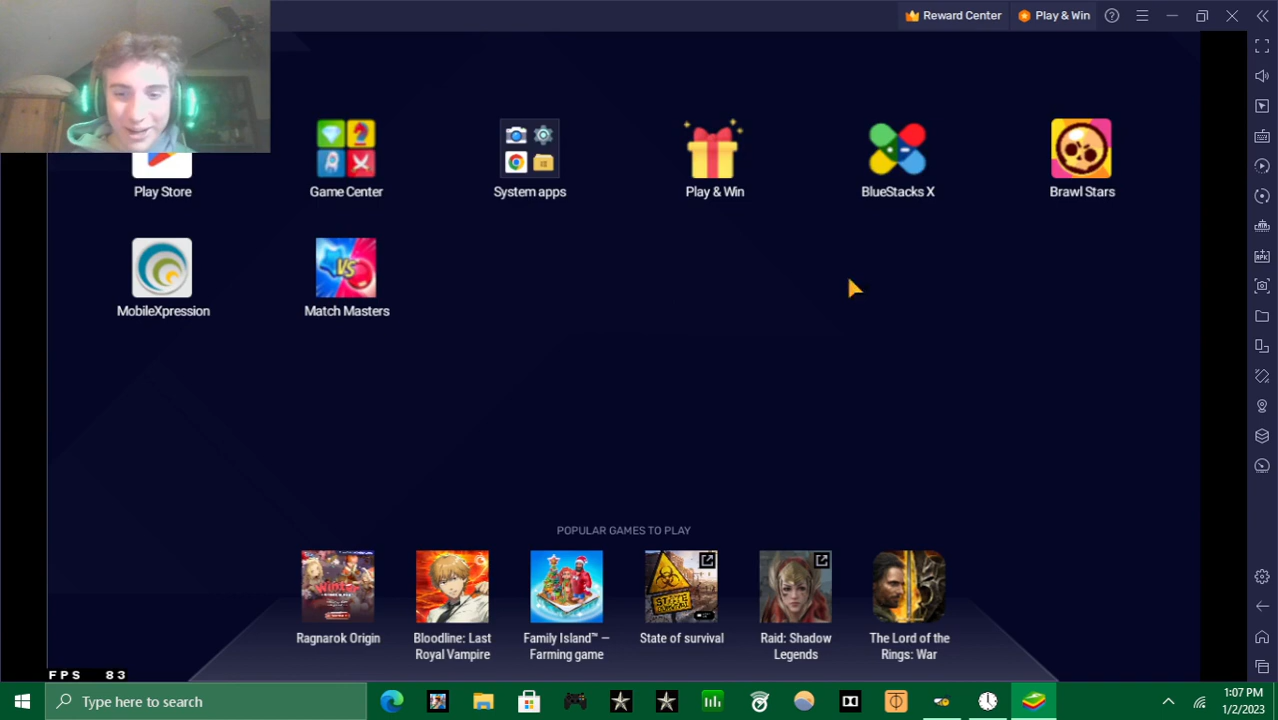 Reward Center
Play & Win
Play Store
Game Center
System apps
Play & Win
BlueStacks X
Brawl Stars
MobileXpression
VS
Match Masters
POPULAR GAMES TO PLAY
Ragnarok Origin
Bloodline: Last
Royal Vampire
Family Island™ —
Farming game
State of survival
Raid: Shadow
Legends
The Lord of the
Rings: War
FPS 83
Type here to search
1:07 PM
1/2/2023